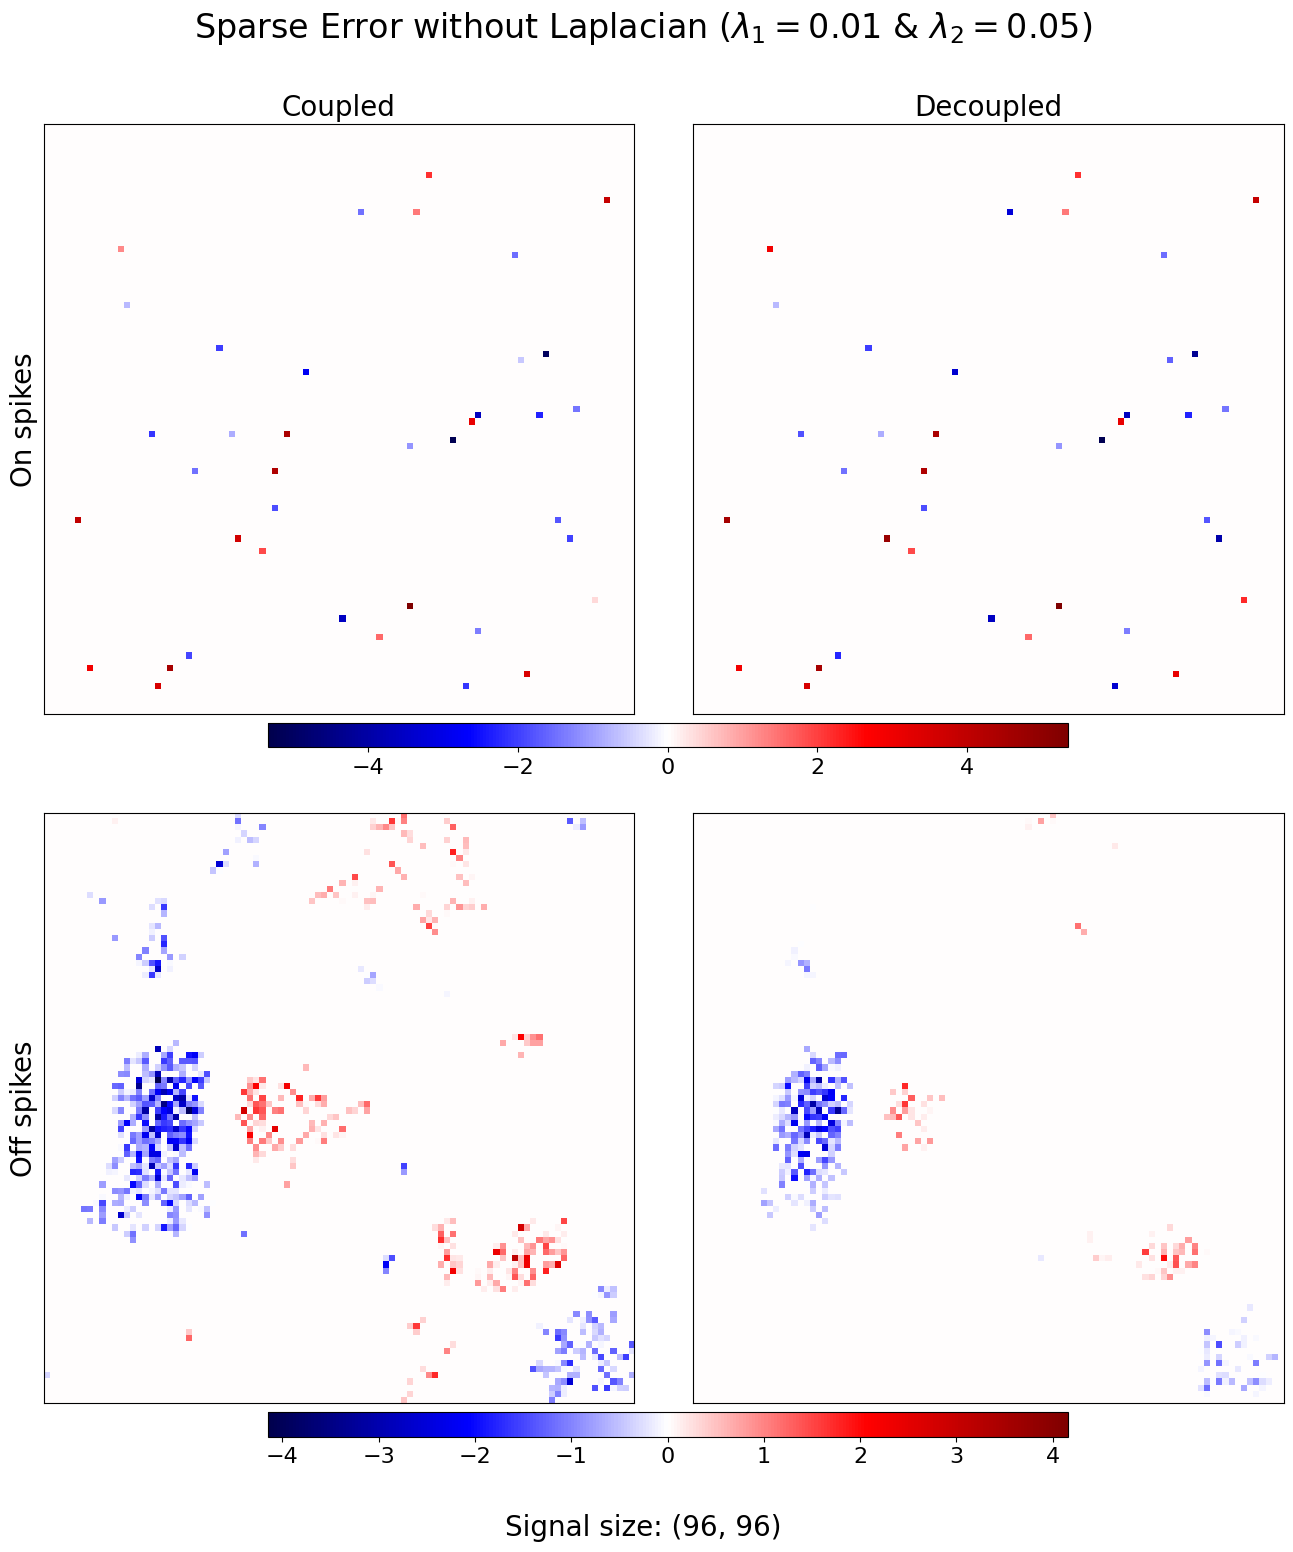 Sparse Error without Laplacian (λ₁ = 0.01 & λ₂ = 0.05)
Coupled
Decoupled
On spikes
−4 −2 0 2 4
Off spikes
−4 −3 −2 −1 0 1 2 3 4
Signal size: (96, 96)